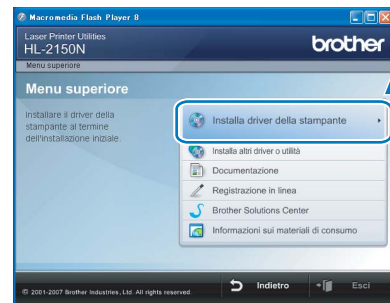 Macromedia Flash Player 8
Laser Printer Utilities
HL-2150N
brother
Menu superiore
Menu superiore
Installare il driver della
stampante al termine
dell'installazione iniziale.
Installa driver della stampante
Installa altri driver o utilità
Documentazione
Registrazione in linea
Brother Solutions Center
Informazioni sui materiali di consumo
© 2001-2007 Brother Industries, Ltd. All rights reserved.
Indietro
Esci